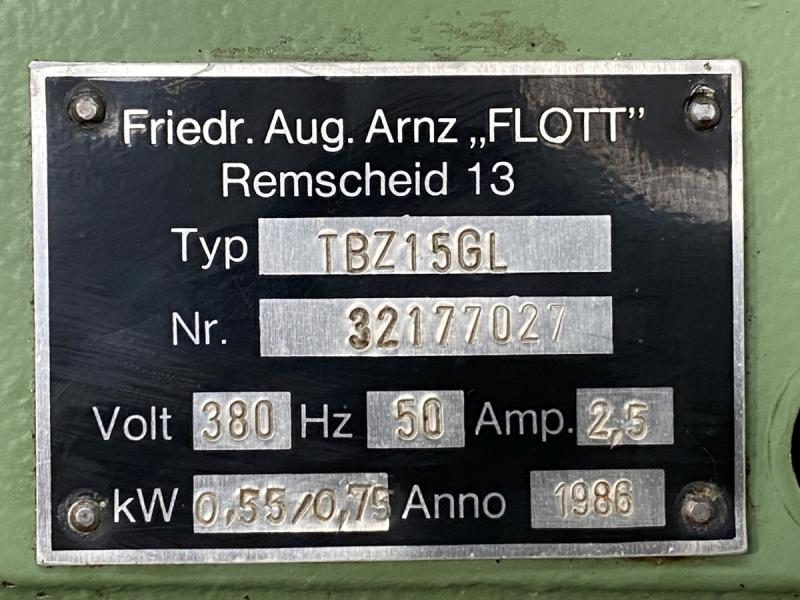 Friedr. Aug. Arnz „FLOTT”
Remscheid 13
Typ TBZ15GL
Nr. 32177027
Volt 380 Hz 50 Amp. 2,5
kW 0,55/0,75 Anno 1986